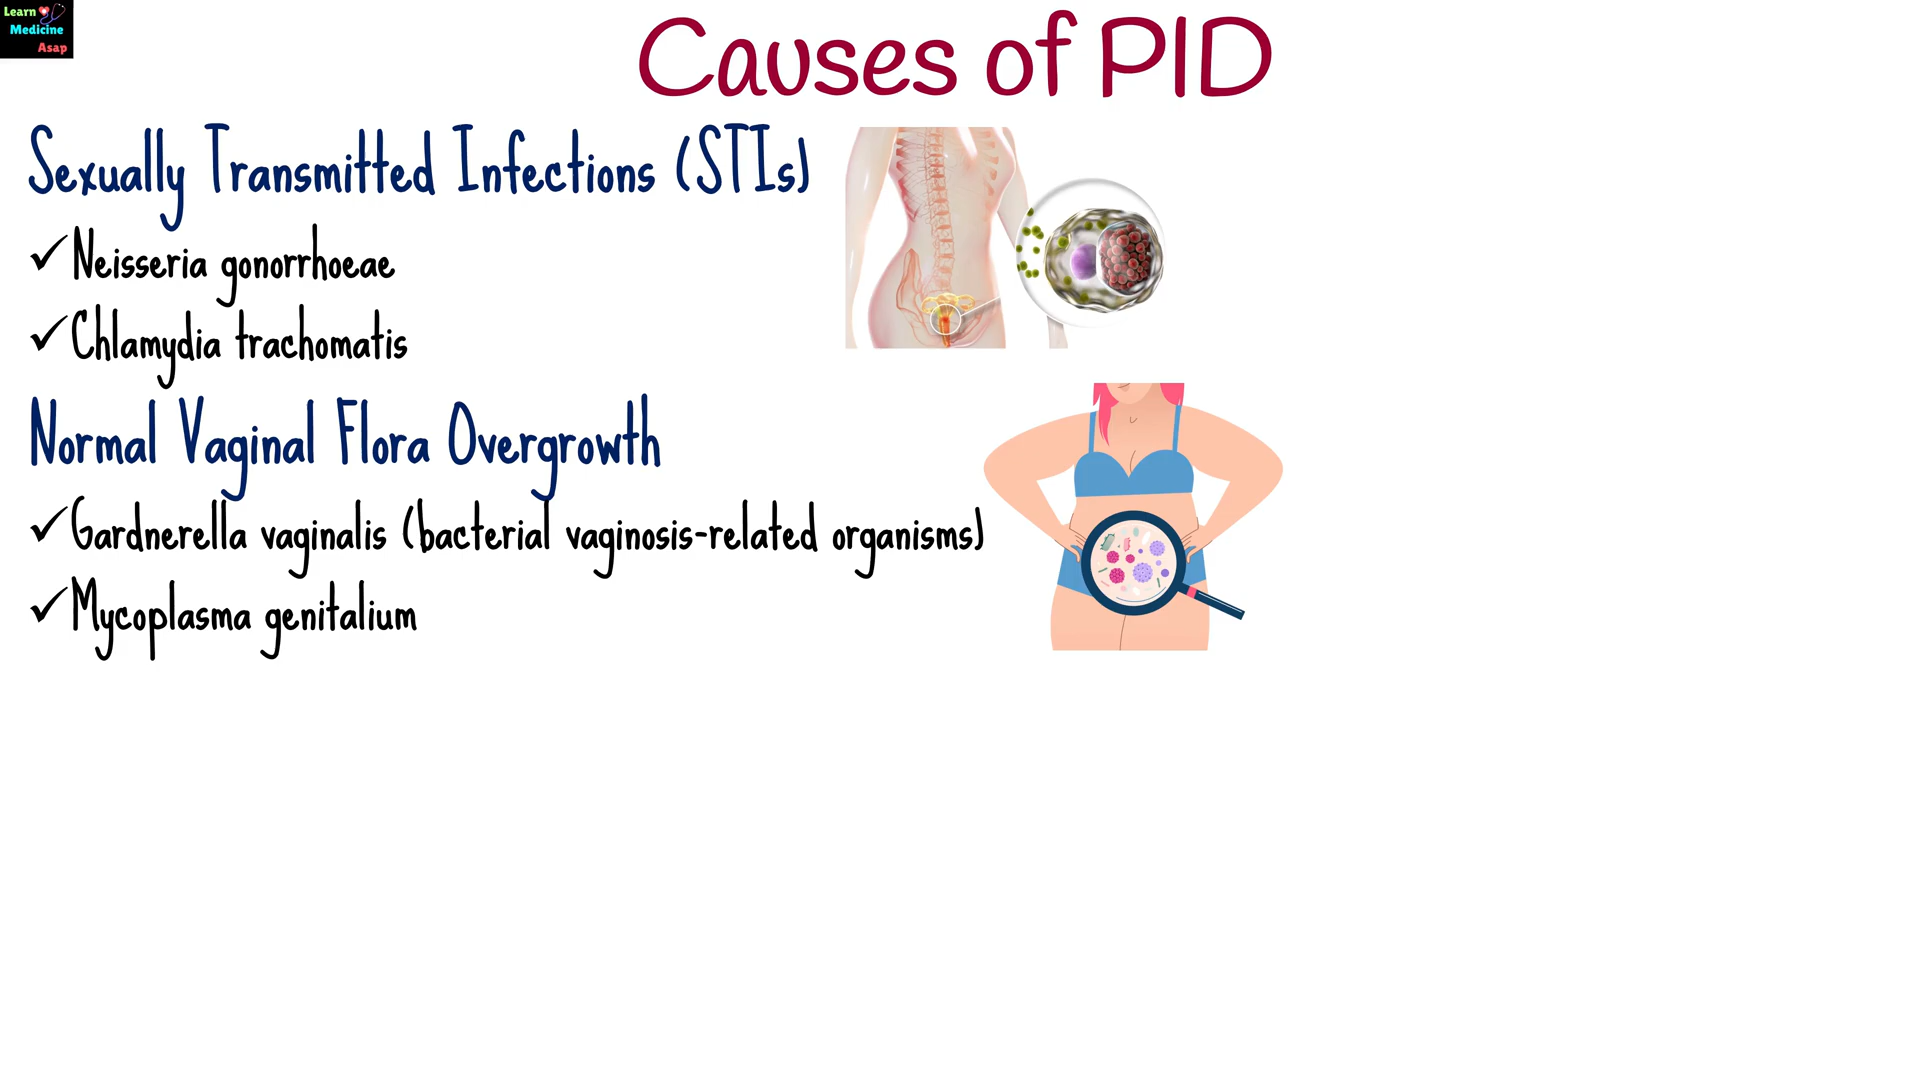 Learn
Medicine
Asap
Causes of PID
Sexually Transmitted Infections (STIs)
✓Neisseria gonorrhoeae
✓Chlamydia trachomatis
Normal Vaginal Flora Overgrowth
✓Gardnerella vaginalis (bacterial vaginosis-related organisms)
✓Mycoplasma genitalium